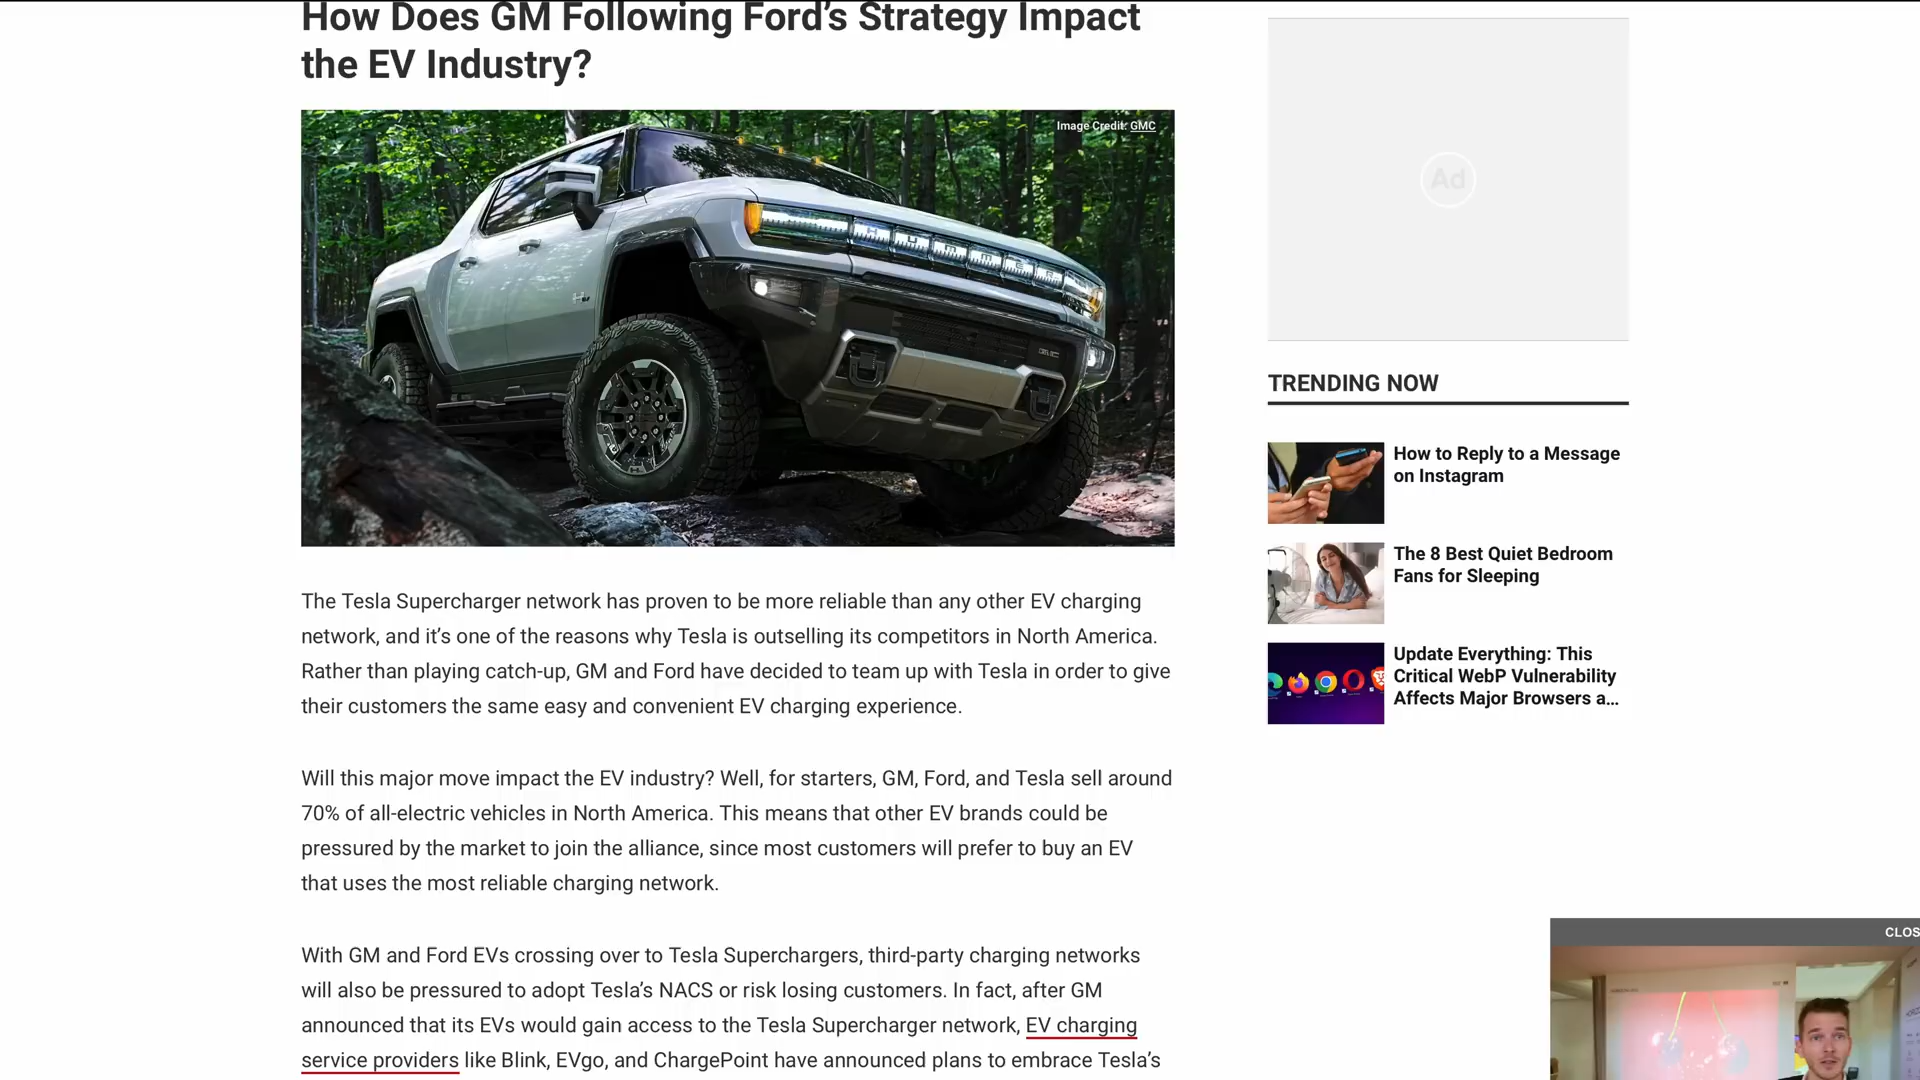 How Does GM Following Ford’s Strategy Impact
the EV Industry?
Image Credit: GMC
HUMMER
GMC
The Tesla Supercharger network has proven to be more reliable than any other EV charging
network, and it’s one of the reasons why Tesla is outselling its competitors in North America.
Rather than playing catch-up, GM and Ford have decided to team up with Tesla in order to give
their customers the same easy and convenient EV charging experience.
Will this major move impact the EV industry? Well, for starters, GM, Ford, and Tesla sell around
70% of all-electric vehicles in North America. This means that other EV brands could be
pressured by the market to join the alliance, since most customers will prefer to buy an EV
that uses the most reliable charging network.
With GM and Ford EVs crossing over to Tesla Superchargers, third-party charging networks
will also be pressured to adopt Tesla’s NACS or risk losing customers. In fact, after GM
announced that its EVs would gain access to the Tesla Supercharger network, EV charging
service providers like Blink, EVgo, and ChargePoint have announced plans to embrace Tesla’s
Ad
TRENDING NOW
How to Reply to a Message
on Instagram
The 8 Best Quiet Bedroom
Fans for Sleeping
Update Everything: This
Critical WebP Vulnerability
Affects Major Browsers a…
CLOS